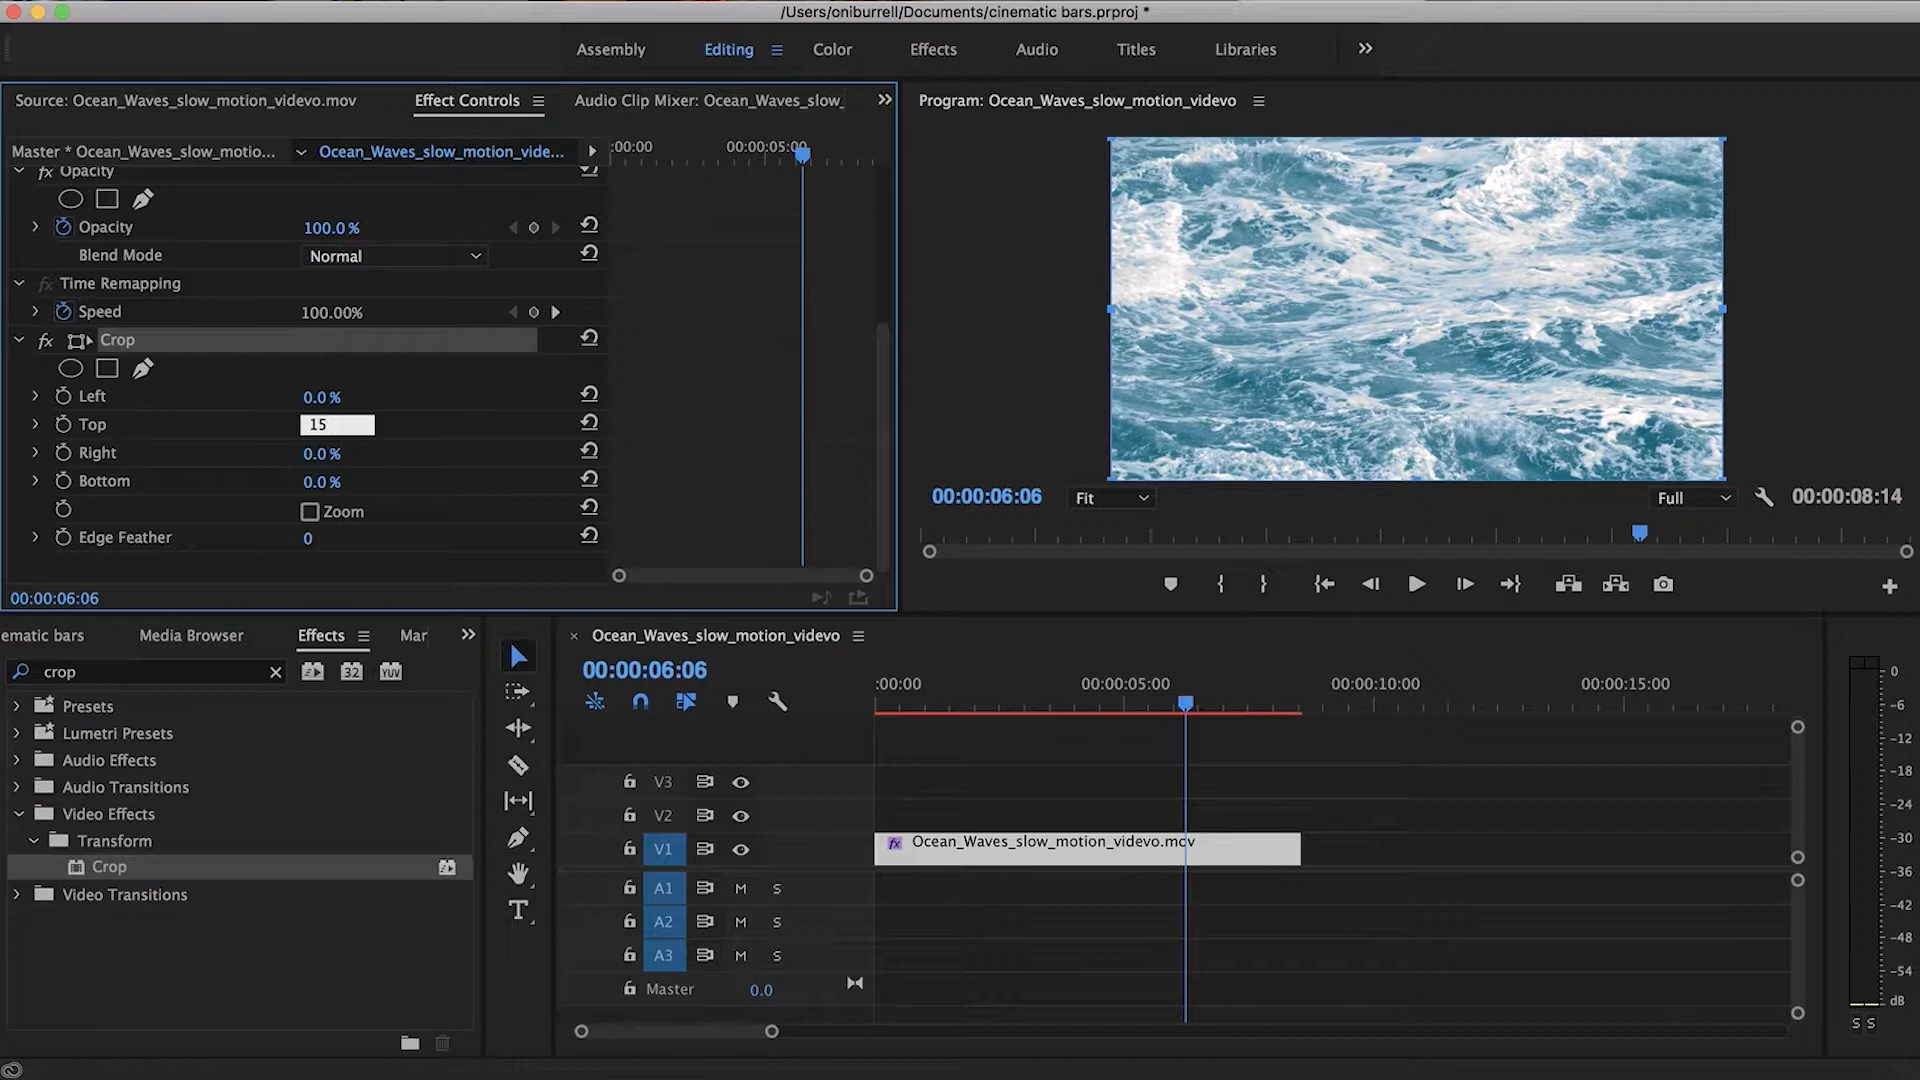 /Users/oniburrell/Documents/cinematic bars.prproj *
Assembly Editing Color Effects Audio Titles Libraries
Source: Ocean_Waves_slow_motion_videvo.mov Effect Controls Audio Clip Mixer: Ocean_Waves_slow_
Program: Ocean_Waves_slow_motion_videvo
Master * Ocean_Waves_slow_motio... Ocean_Waves_slow_motion_vide...
:00:00 00:00:05:00
fx Opacity
Opacity 100.0 %
Blend Mode Normal
fx Time Remapping
Speed 100.00%
fx Crop
Left 0.0 %
Top 15
Right 0.0 %
Bottom 0.0 %
Zoom
Edge Feather 0
00:00:06:06
00:00:06:06 Fit Full 00:00:08:14
ematic bars Media Browser Effects Mar
crop 32 YUV
Presets
Lumetri Presets
Audio Effects
Audio Transitions
Video Effects
Transform
Crop
Video Transitions
× Ocean_Waves_slow_motion_videvo
00:00:06:06
:00:00 00:00:05:00 00:00:10:00 00:00:15:00
V3
V2
V1
fx Ocean_Waves_slow_motion_videvo.mov
A1 M S
A2 M S
A3 M S
Master 0.0
T
0
-6
-12
-18
-24
-30
-36
-42
-48
-54
dB
S S